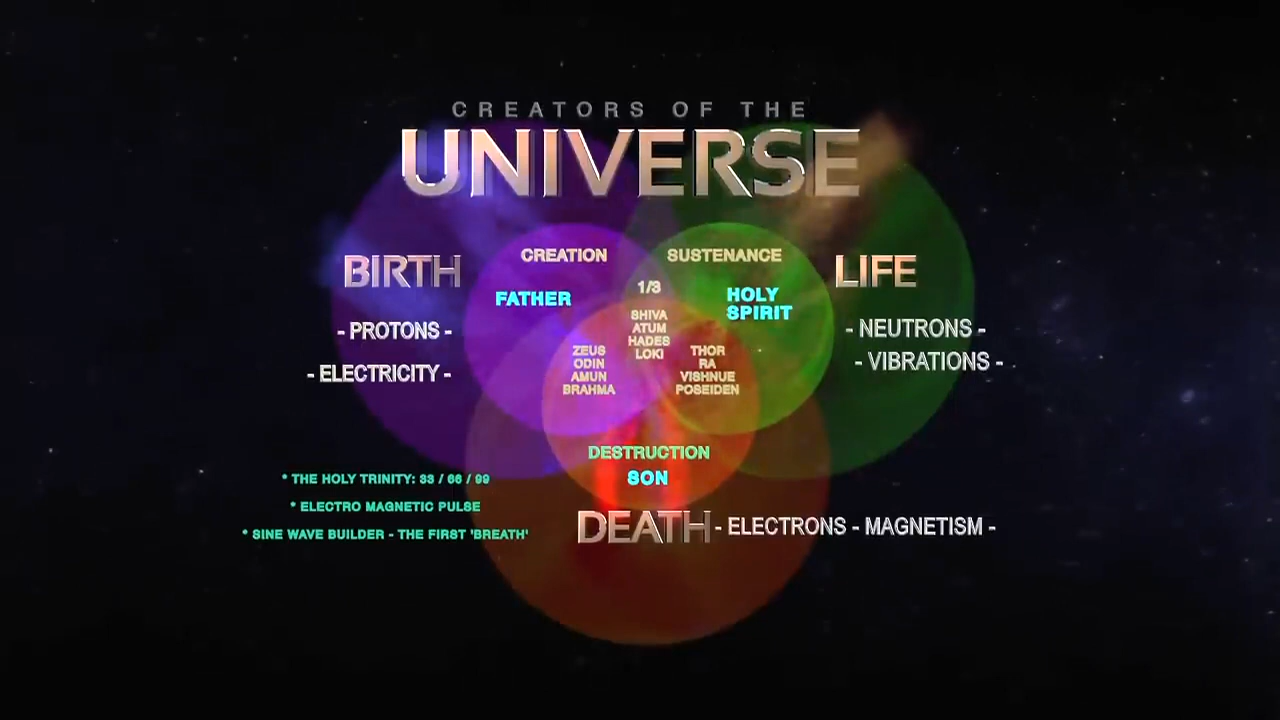 CREATORS OF THE
UNIVERSE
BIRTH
- PROTONS -
- ELECTRICITY -
CREATION
FATHER
SUSTENANCE
HOLY
SPIRIT
LIFE
- NEUTRONS -
- VIBRATIONS -
1/3
SHIVA
ATUM
HADES
LOKI
ZEUS
ODIN
AMUN
BRAHMA
THOR
RA
VISHNUE
POSEIDEN
DESTRUCTION
SON
DEATH - ELECTRONS - MAGNETISM -
* THE HOLY TRINITY: 33 / 66 / 99
* ELECTRO MAGNETIC PULSE
* SINE WAVE BUILDER - THE FIRST 'BREATH'